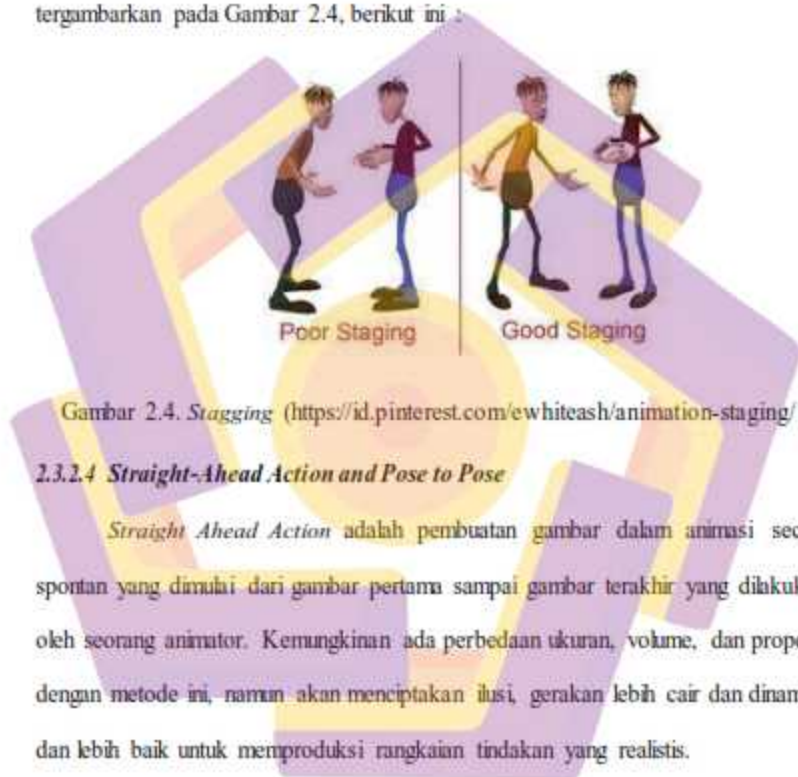 tergambarkan pada Gambar 2.4, berikut ini :
Poor Staging
Good Staging
Gambar 2.4. Stagging (https://id.pinterest.com/ewhiteash/animation-staging/
2.3.2.4 Straight-Ahead Action and Pose to Pose
Straight Ahead Action adalah pembuatan gambar dalam animasi
spontan yang dimulai dari gambar pertama sampai gambar terakhir yang
oleh seorang animator. Kemungkinan ada perbedaan ukuran, volume, dan
dengan metode ini, namun akan menciptakan ilusi, gerakan lebih cair dan
dan lebih baik untuk memproduksi rangkaian tindakan yang realistis.